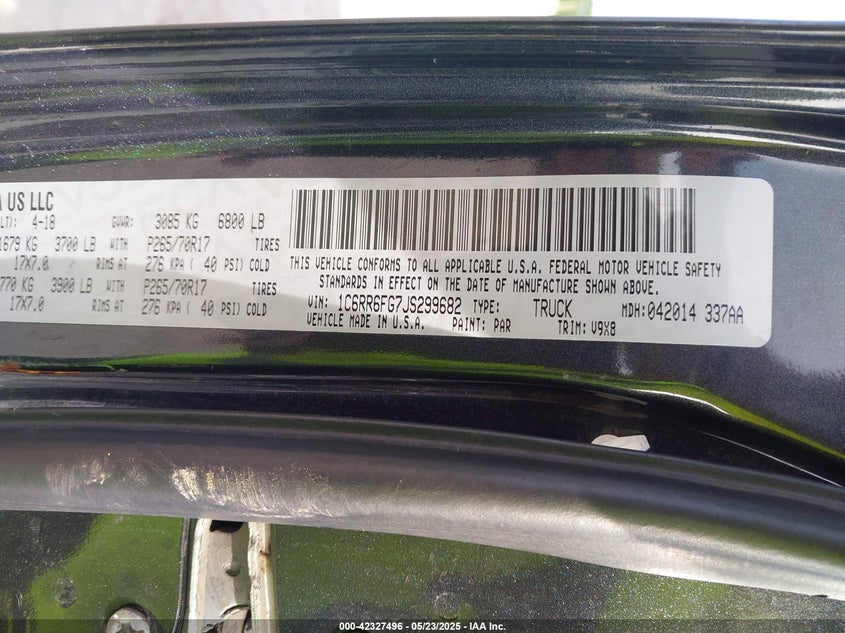 A US LLC
LT): 4-18 GVWR: 3085 KG 6800 LB
1679 KG 3700 LB WITH P265/70R17 TIRES
17X7.0 RIMS AT 276 KPA ( 40 PSI) COLD
770 KG 3900 LB WITH P265/70R17 TIRES
17X7.0 RIMS AT 276 KPA ( 40 PSI) COLD
THIS VEHICLE CONFORMS TO ALL APPLICABLE U.S.A. FEDERAL MOTOR VEHICLE SAFETY
STANDARDS IN EFFECT ON THE DATE OF MANUFACTURE SHOWN ABOVE.
VIN: 1C6RR6FG7JS299682 TYPE: TRUCK MDH:042014 337AA
VEHICLE MADE IN U.S.A. PAINT: PAR TRIM: V9X8
000-42327496 - 05/23/2025 - IAA Inc.